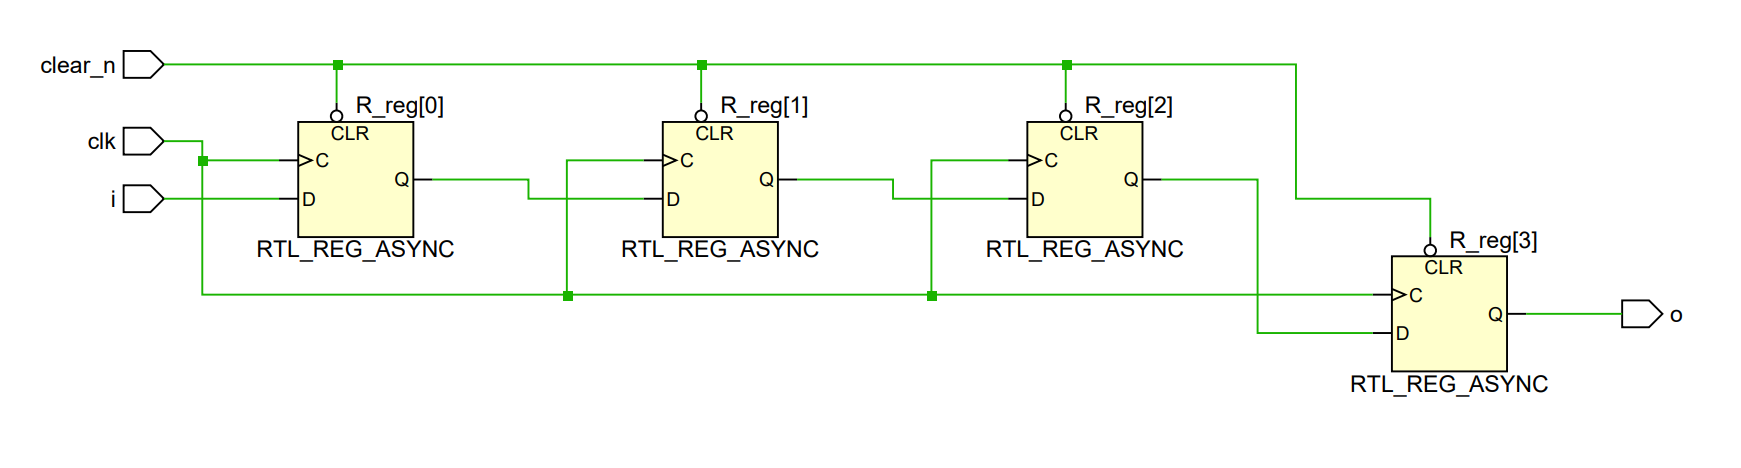 clear_n
R_reg[0]
R_reg[1]
R_reg[2]
CLR
CLR
CLR
clk
C
Q
C
Q
C
Q
i
D
D
D
RTL_REG_ASYNC
RTL_REG_ASYNC
RTL_REG_ASYNC
R_reg[3]
CLR
C
Q
o
D
RTL_REG_ASYNC